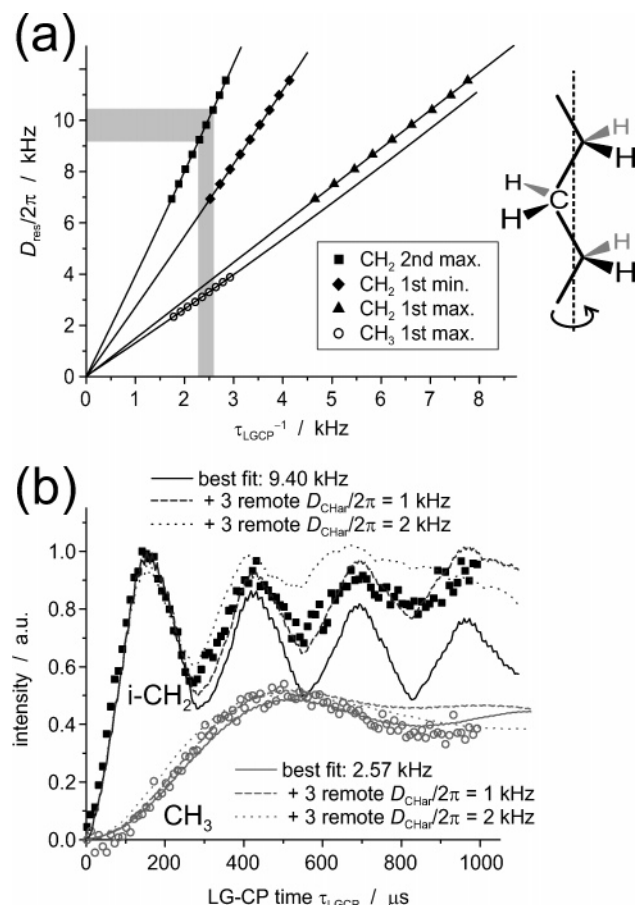 (a)
D_res/2π / kHz
10
8
6
4
2
0
CH₂ 2nd max.
CH₂ 1st min.
CH₂ 1st max.
CH₃ 1st max.
0 1 2 3 4 5 6 7 8
τ_LGCP⁻¹ / kHz
H
H
H
C
H
H
H
(b)
best fit: 9.40 kHz
+ 3 remote D_CHar/2π = 1 kHz
+ 3 remote D_CHar/2π = 2 kHz
intensity / a.u.
1.0
0.8
0.6
0.4
0.2
0.0
i-CH₂
CH₃
best fit: 2.57 kHz
+ 3 remote D_CHar/2π = 1 kHz
+ 3 remote D_CHar/2π = 2 kHz
0 200 400 600 800 1000
LG-CP time τ_LGCP / μs